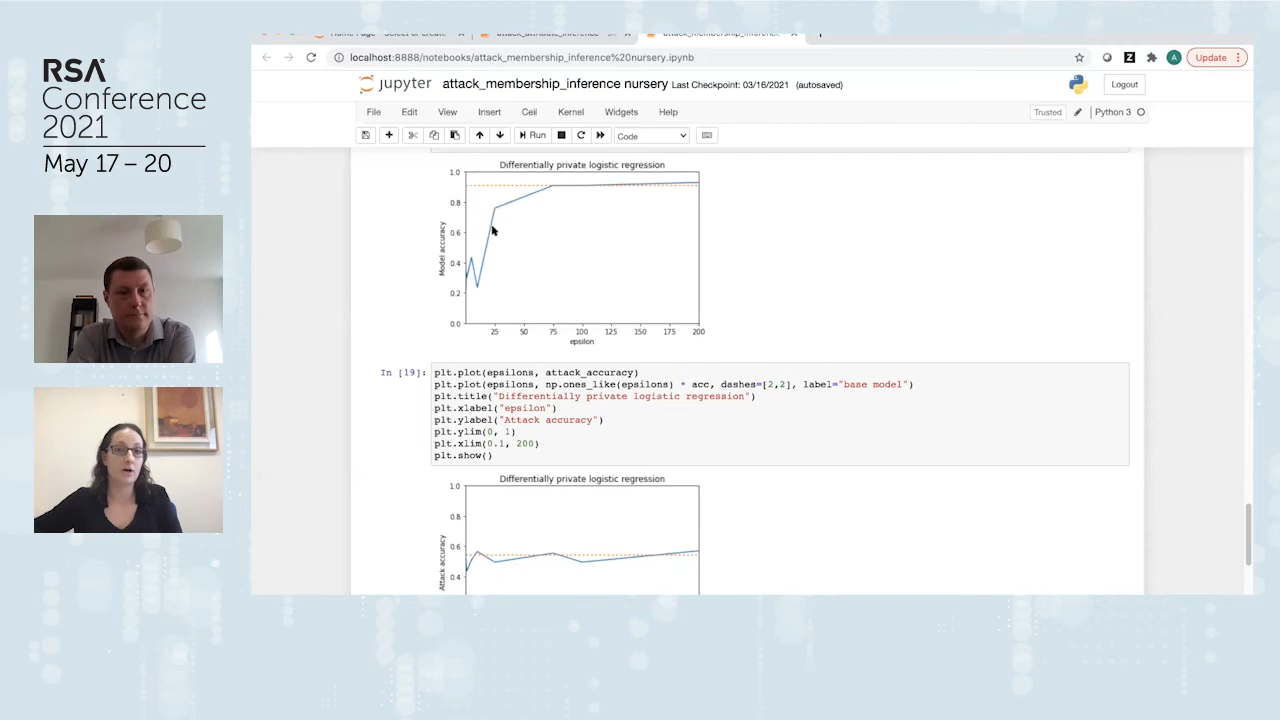 RSA
Conference
2021
May 17 – 20
localhost:8888/notebooks/attack_membership_inference%20nursery.ipynb
A
Update
jupyter attack_membership_inference nursery Last Checkpoint: 03/16/2021 (autosaved)
Logout
File Edit View Insert Cell Kernel Widgets Help
Trusted Python 3
Run
Code
Differentially private logistic regression
1.0
0.8
0.6
0.4
0.2
0.0
Model accuracy
25 50 75 100 125 150 175 200
epsilon
In [19]:
plt.plot(epsilons, attack_accuracy)
plt.plot(epsilons, np.ones_like(epsilons) * acc, dashes=[2,2], label="base model")
plt.title("Differentially private logistic regression")
plt.xlabel("epsilon")
plt.ylabel("Attack accuracy")
plt.ylim(0, 1)
plt.xlim(0.1, 200)
plt.show()
Differentially private logistic regression
1.0
0.8
0.6
0.4
Attack accuracy